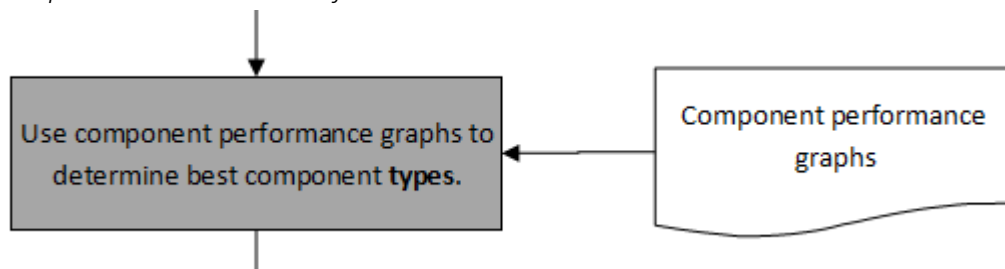 Use component performance graphs to
determine best component types.
Component performance
graphs